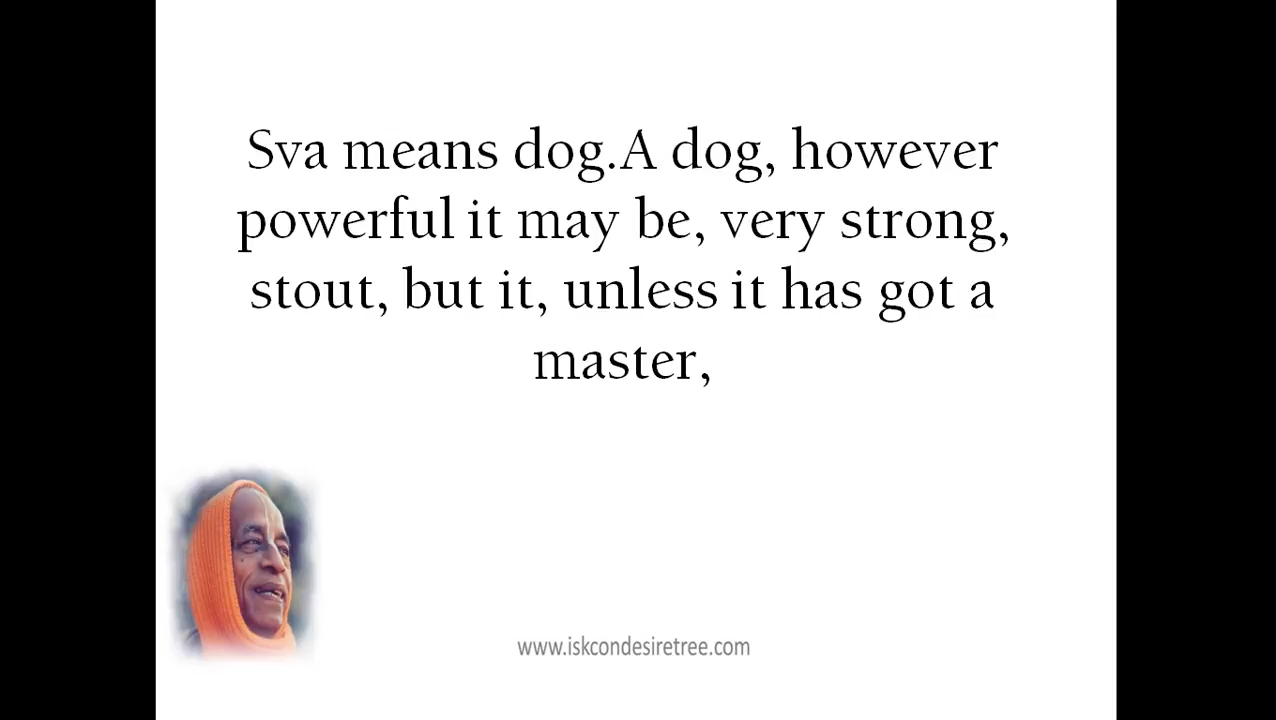 Sva means dog.A dog, however
powerful it may be, very strong,
stout, but it, unless it has got a
master,
www.iskcondesiretree.com